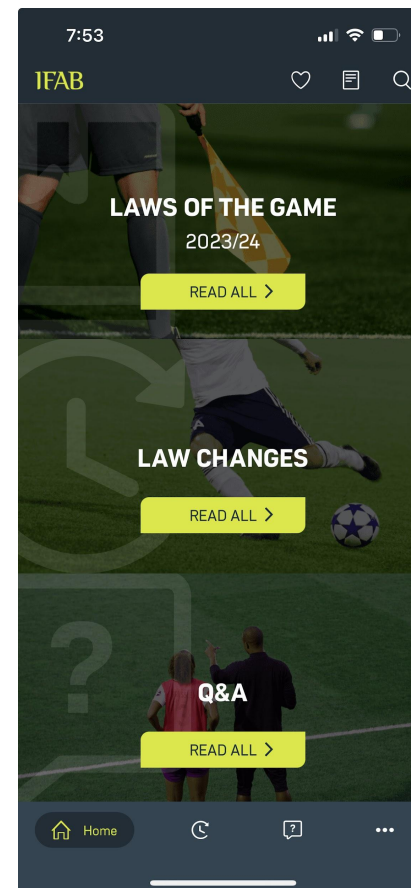 7:53
IFAB
LAWS OF THE GAME
2023/24
READ ALL
LAW CHANGES
READ ALL
?
Q&A
READ ALL
Home
?